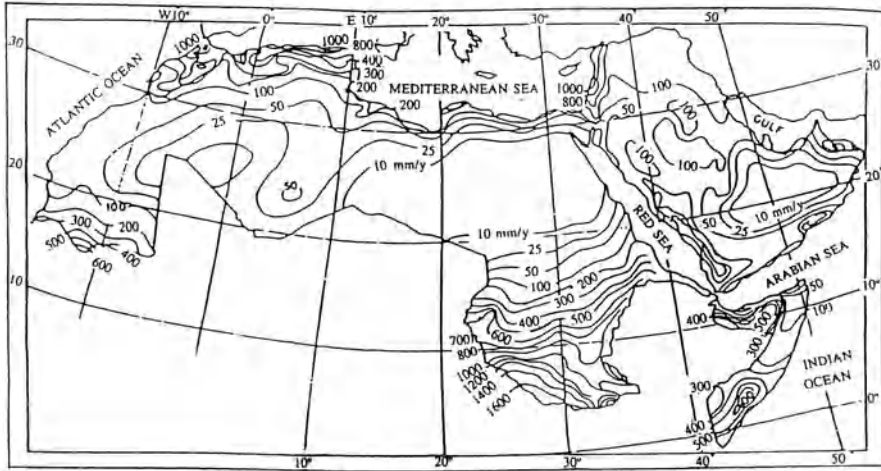 W10° 0° E 10° 20° 30° 40 50
30 1000 1000 800 400 300 200 MEDITERRANEAN SEA 1000 800 100 30
ATLANTIC OCEAN 100 50 200 50 100 GULF
25 25 100 100
20 50 10 mm/y RED SEA 50 10 mm/y 20
100 200 300 400 500 600 10 mm/y 25 ARABIAN SEA
25 50 100 200 300 10°
10 400 500 600 400 500 300 50
700 800 INDIAN OCEAN
1000 1200 1400 1600 300 400 500 0°
10° 20° 30° 40 50